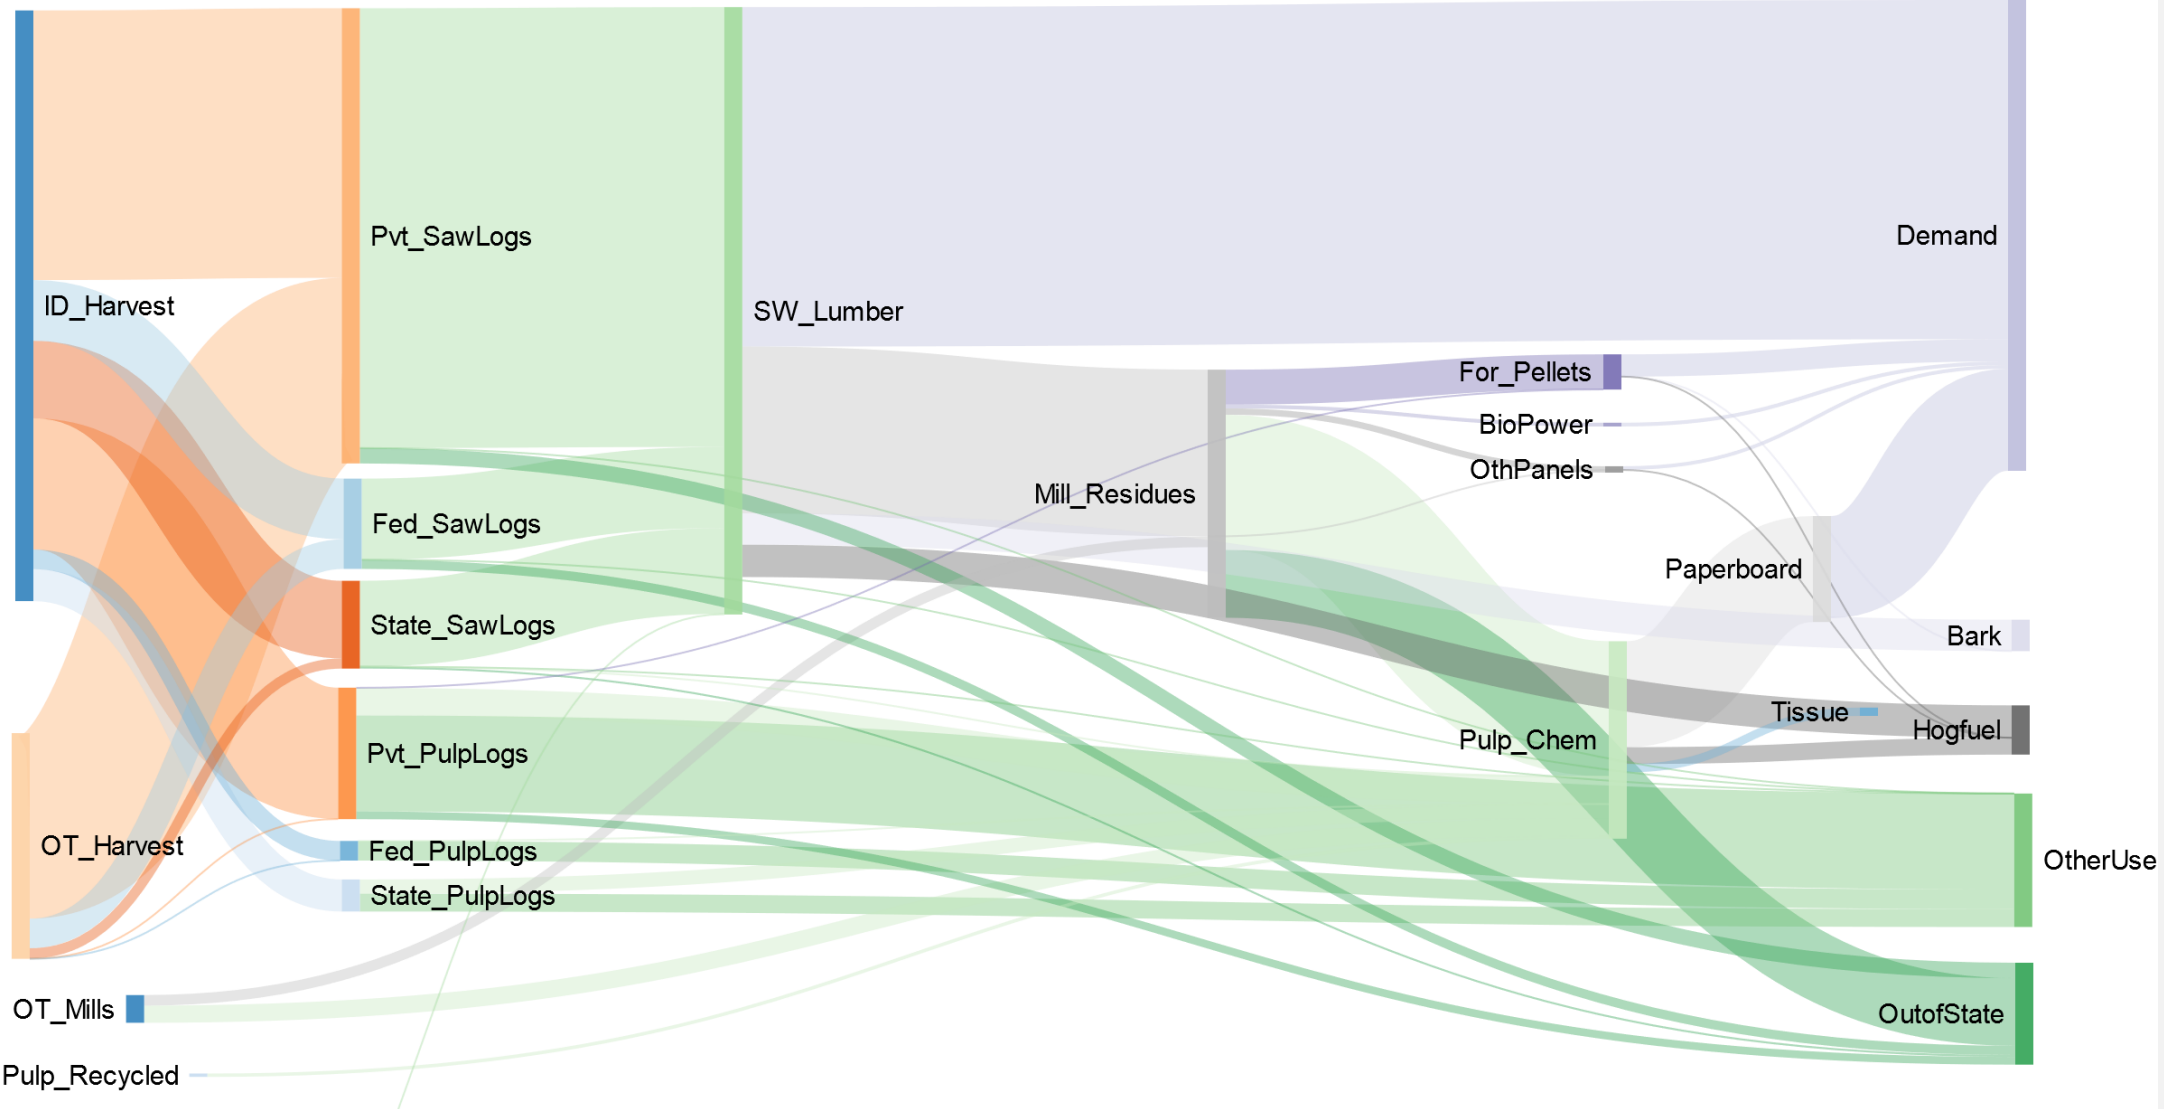 ID_Harvest
OT_Harvest
OT_Mills
Pulp_Recycled
Pvt_SawLogs
Fed_SawLogs
State_SawLogs
Pvt_PulpLogs
Fed_PulpLogs
State_PulpLogs
SW_Lumber
Mill_Residues
For_Pellets
BioPower
OthPanels
Pulp_Chem
Paperboard
Tissue
Demand
Bark
Hogfuel
OtherUse
OutofState